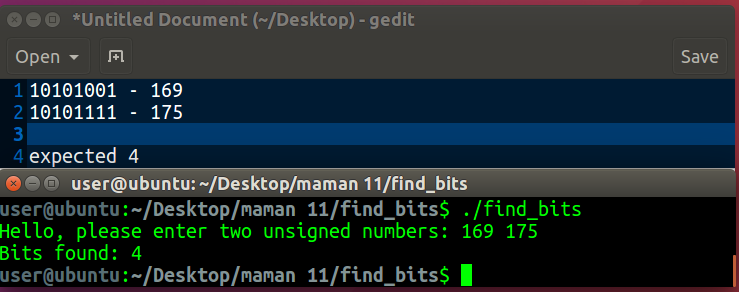 *Untitled Document (~/Desktop) - gedit
Open Save
1 10101001 - 169
2 10101111 - 175
3
4 expected 4
user@ubuntu: ~/Desktop/maman 11/find_bits
user@ubuntu:~/Desktop/maman 11/find_bits$ ./find_bits
Hello, please enter two unsigned numbers: 169 175
Bits found: 4
user@ubuntu:~/Desktop/maman 11/find_bits$